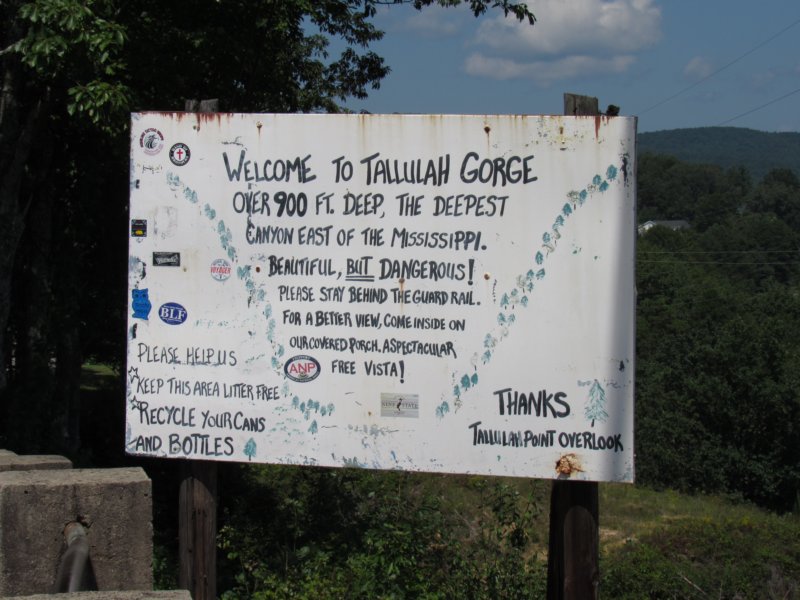 WELCOME TO TALLULAH GORGE
OVER 900 FT. DEEP, THE DEEPEST
CANYON EAST OF THE MISSISSIPPI.
BEAUTIFUL, BUT DANGEROUS!
PLEASE STAY BEHIND THE GUARD RAIL.
FOR A BETTER VIEW, COME INSIDE ON
OUR COVERED PORCH. A SPECTACULAR
FREE VISTA!
VOYAGER
BLF
ANP
PLEASE HELP US
KEEP THIS AREA LITTER FREE
RECYCLE YOUR CANS
AND BOTTLES
THANKS
TALLULAH POINT OVERLOOK